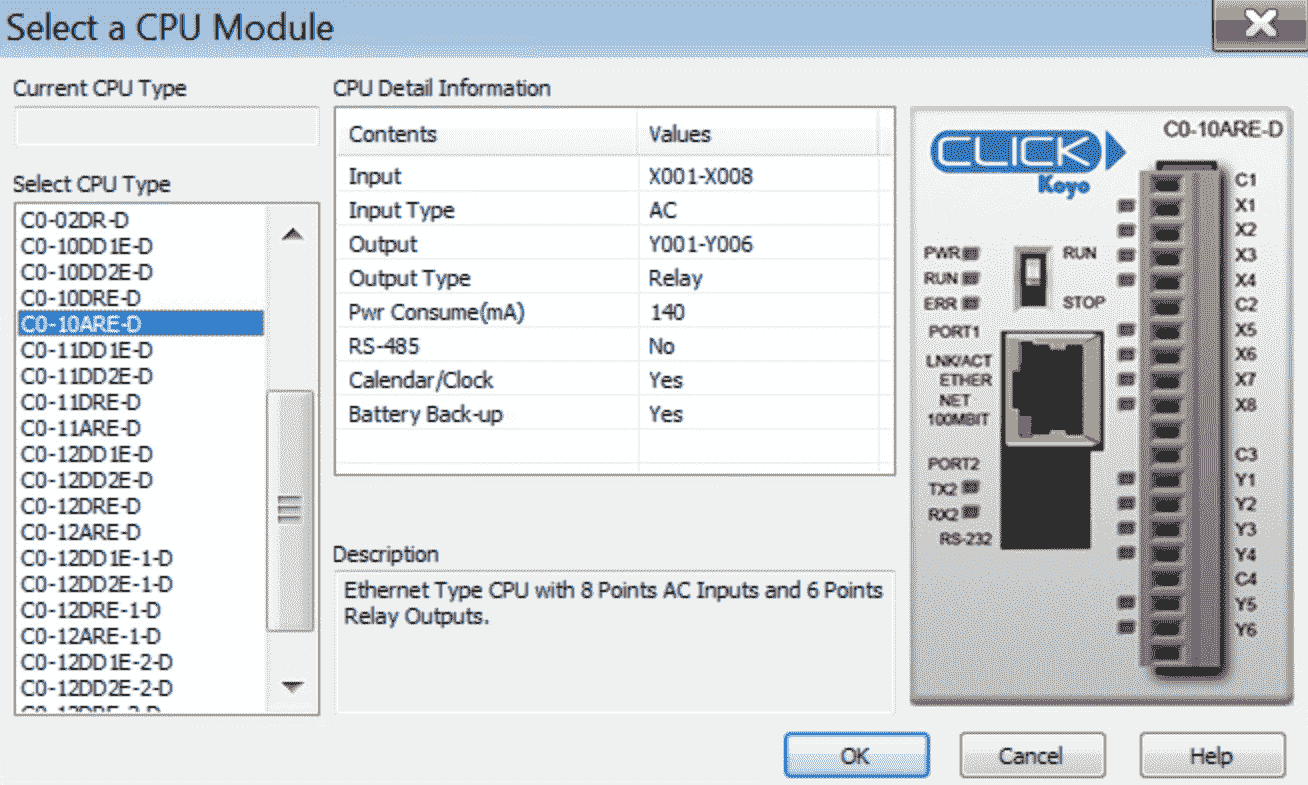 Select a CPU Module
Current CPU Type
Select CPU Type
C0-02DR-D
C0-10DD1E-D
C0-10DD2E-D
C0-10DRE-D
C0-10ARE-D
C0-11DD1E-D
C0-11DD2E-D
C0-11DRE-D
C0-11ARE-D
C0-12DD1E-D
C0-12DD2E-D
C0-12DRE-D
C0-12ARE-D
C0-12DD1E-1-D
C0-12DD2E-1-D
C0-12DRE-1-D
C0-12ARE-1-D
C0-12DD1E-2-D
C0-12DD2E-2-D
CPU Detail Information
Contents Values
Input X001-X008
Input Type AC
Output Y001-Y006
Output Type Relay
Pwr Consume(mA) 140
RS-485 No
Calendar/Clock Yes
Battery Back-up Yes
Description
Ethernet Type CPU with 8 Points AC Inputs and 6 Points
Relay Outputs.
CLICK
Koyo
C0-10ARE-D
PWR
RUN
ERR
RUN
STOP
PORT1
LNK/ACT
ETHER
NET
100MBIT
PORT2
TX2
RX2
RS-232
C1
X1
X2
X3
X4
C2
X5
X6
X7
X8
C3
Y1
Y2
Y3
Y4
C4
Y5
Y6
OK Cancel Help